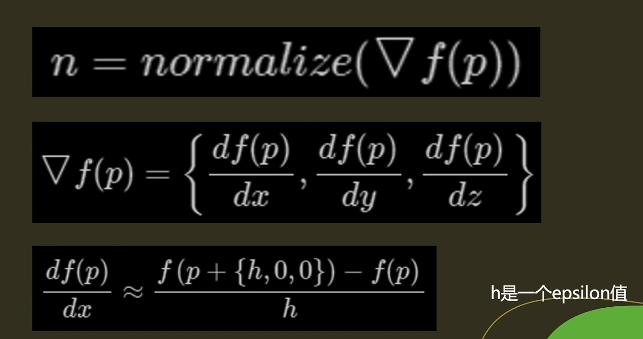 n = normalize(∇f(p))
∇f(p) = { df(p)/dx , df(p)/dy , df(p)/dz }
df(p)/dx ≈ f(p + {h,0,0}) − f(p) / h
h是一个epsilon值